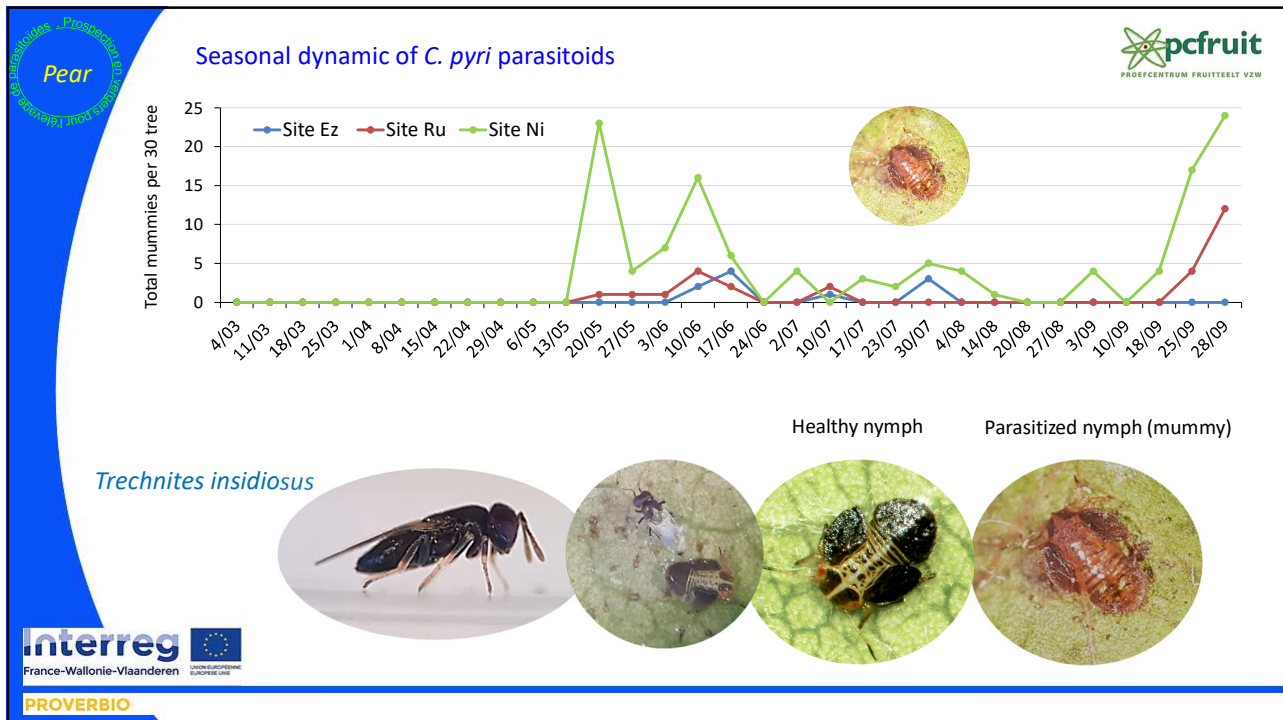 Prospection en vergers pour l'élevage de parasitoïdes -
Pear
Seasonal dynamic of C. pyri parasitoids
pcfruit
PROEFCENTRUM FRUITTEELT VZW
Total mummies per 30 tree
25
20
15
10
5
0
Site Ez
Site Ru
Site Ni
4/03
11/03
18/03
25/03
1/04
8/04
15/04
22/04
29/04
6/05
13/05
20/05
27/05
3/06
10/06
17/06
24/06
2/07
10/07
17/07
23/07
30/07
4/08
14/08
20/08
27/08
3/09
10/09
18/09
25/09
28/09
Healthy nymph
Parasitized nymph (mummy)
Trechnites insidiosus
Interreg
France-Wallonie-Vlaanderen
UNION EUROPÉENNE
EUROPESE UNIE
PROVERBIO